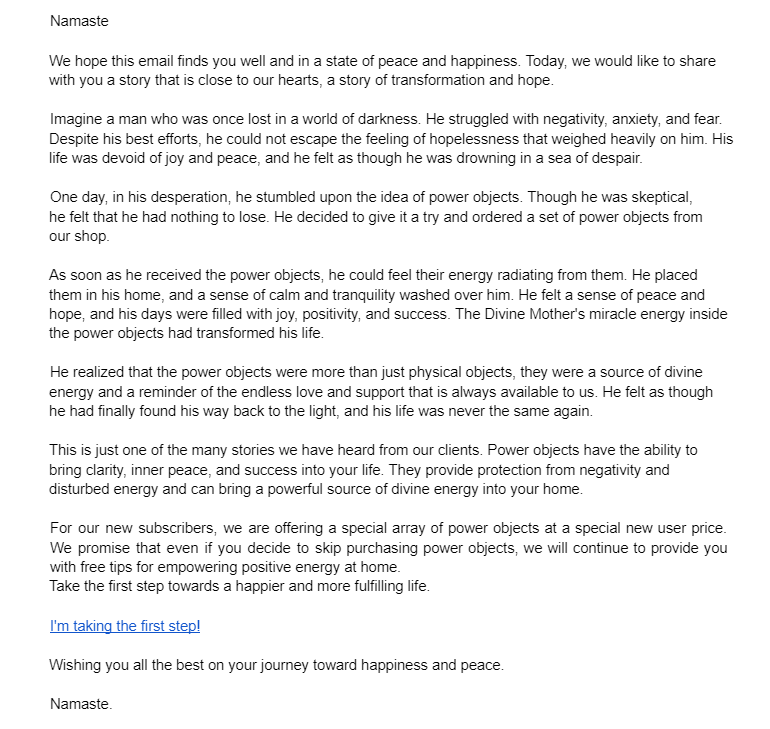 Namaste
We hope this email finds you well and in a state of peace and happiness. Today, we would like to share
with you a story that is close to our hearts, a story of transformation and hope.
Imagine a man who was once lost in a world of darkness. He struggled with negativity, anxiety, and fear.
Despite his best efforts, he could not escape the feeling of hopelessness that weighed heavily on him. His
life was devoid of joy and peace, and he felt as though he was drowning in a sea of despair.
One day, in his desperation, he stumbled upon the idea of power objects. Though he was skeptical,
he felt that he had nothing to lose. He decided to give it a try and ordered a set of power objects from
our shop.
As soon as he received the power objects, he could feel their energy radiating from them. He placed
them in his home, and a sense of calm and tranquility washed over him. He felt a sense of peace and
hope, and his days were filled with joy, positivity, and success. The Divine Mother's miracle energy inside
the power objects had transformed his life.
He realized that the power objects were more than just physical objects, they were a source of divine
energy and a reminder of the endless love and support that is always available to us. He felt as though
he had finally found his way back to the light, and his life was never the same again.
This is just one of the many stories we have heard from our clients. Power objects have the ability to
bring clarity, inner peace, and success into your life. They provide protection from negativity and
disturbed energy and can bring a powerful source of divine energy into your home.
For our new subscribers, we are offering a special array of power objects at a special new user price.
We promise that even if you decide to skip purchasing power objects, we will continue to provide you
with free tips for empowering positive energy at home.
Take the first step towards a happier and more fulfilling life.
I'm taking the first step!
Wishing you all the best on your journey toward happiness and peace.
Namaste.